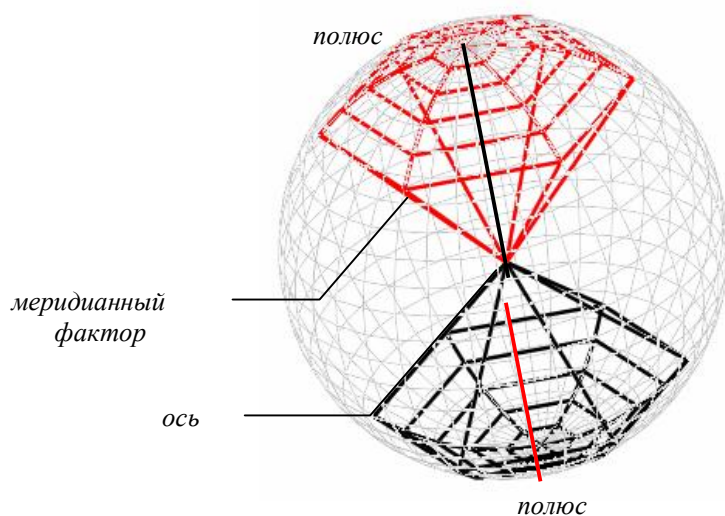 полюс
меридианный
фактор
ось
полюс